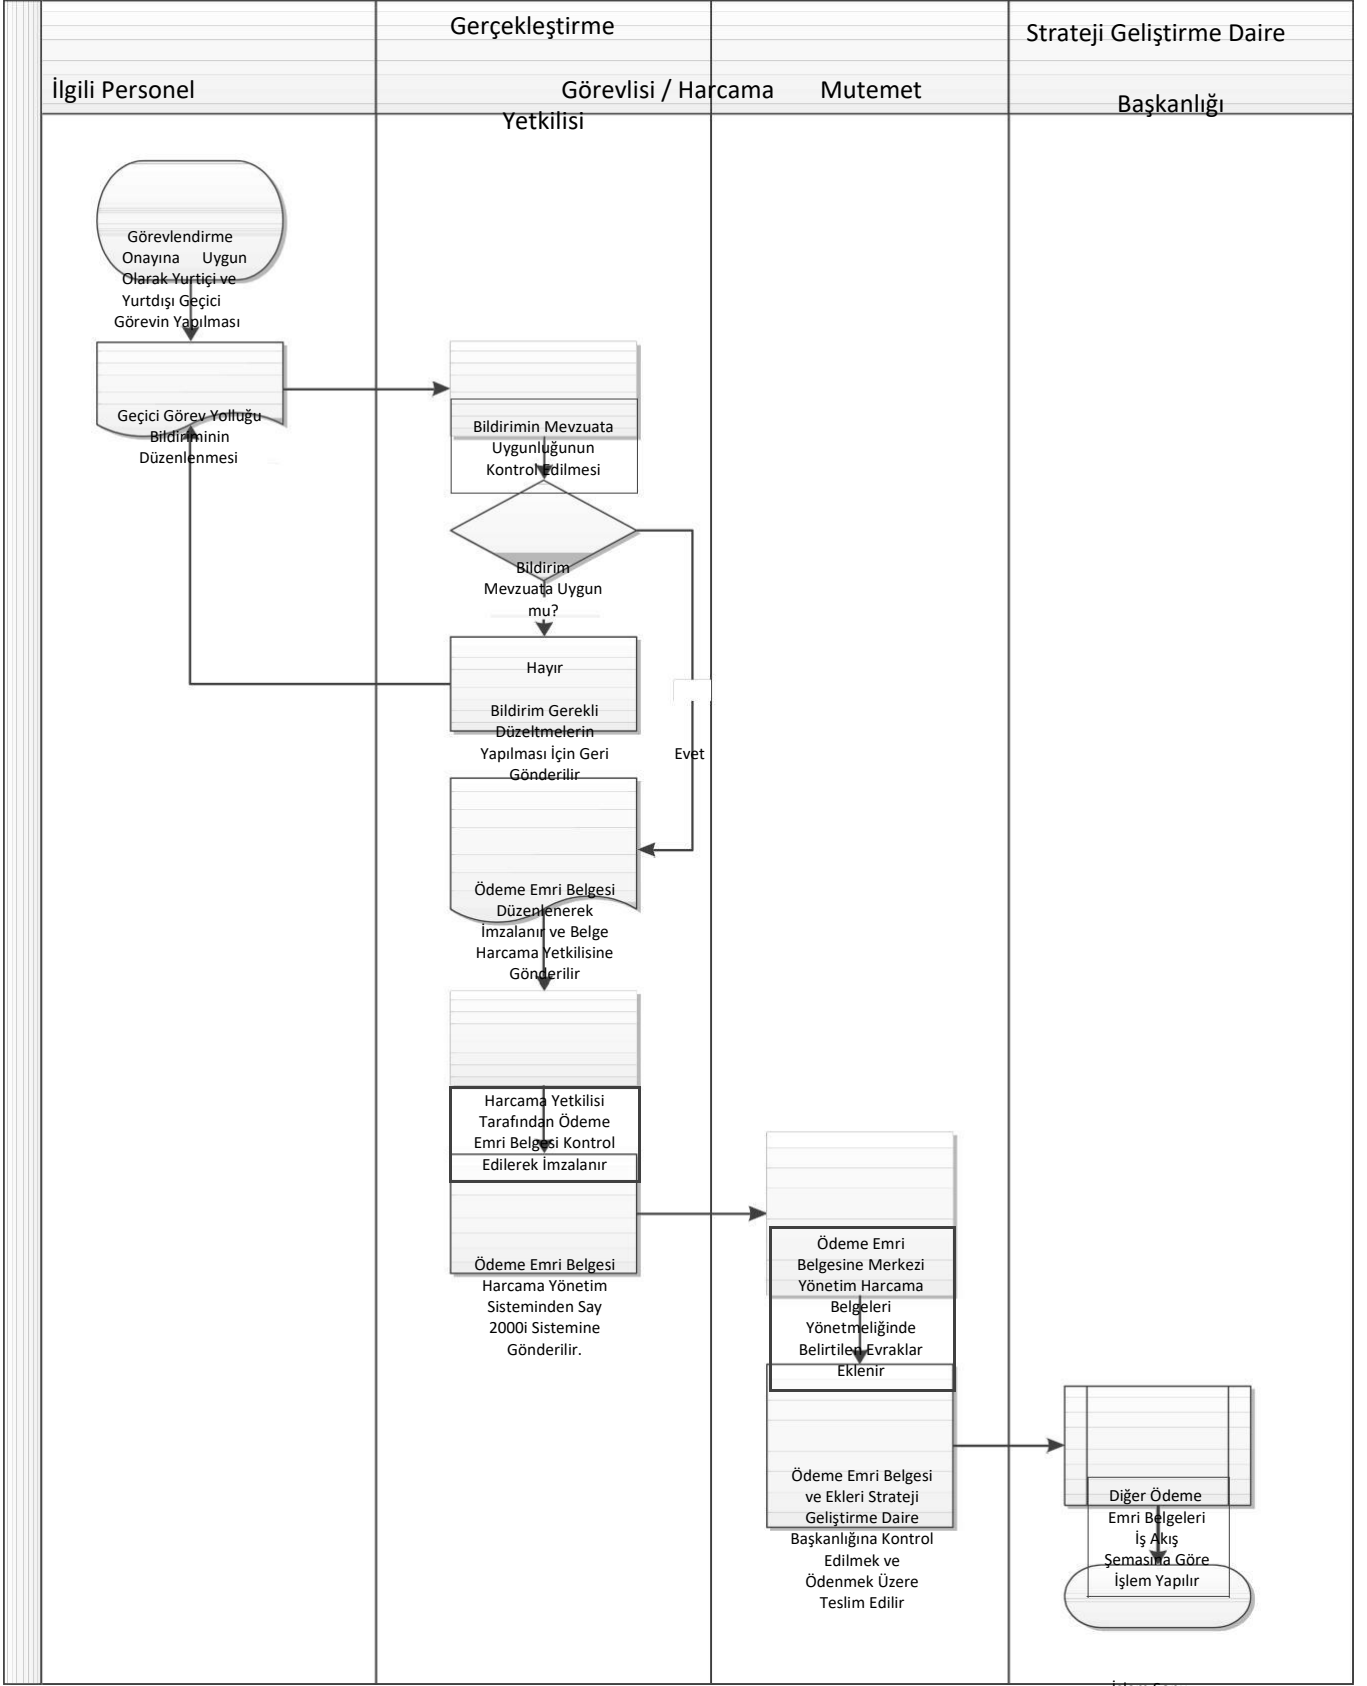 Gerçekleştirme
Strateji Geliştirme Daire
İlgili Personel
Görevlisi / Harcama
Mutemet
Başkanlığı
Yetkilisi
Görevlendirme
Onayına Uygun
Olarak Yurtiçi ve
Yurtdışı Geçici
Görevin Yapılması
Geçici Görev Yolluğu
Bildiriminin
Düzenlenmesi
Bildirimin Mevzuata
Uygunluğunun
Kontrol Edilmesi
Bildirim
Mevzuata Uygun
mu?
Hayır
Bildirim Gerekli
Düzeltmelerin
Yapılması İçin Geri
Gönderilir
Evet
Ödeme Emri Belgesi
Düzenlenerek
İmzalanır ve Belge
Harcama Yetkilisine
Gönderilir
Harcama Yetkilisi
Tarafından Ödeme
Emri Belgesi Kontrol
Edilerek İmzalanır
Ödeme Emri Belgesi
Harcama Yönetim
Sisteminden Say
2000i Sistemine
Gönderilir.
Ödeme Emri
Belgesine Merkezi
Yönetim Harcama
Belgeleri
Yönetmeliğinde
Belirtilen Evraklar
Eklenir
Ödeme Emri Belgesi
ve Ekleri Strateji
Geliştirme Daire
Başkanlığına Kontrol
Edilmek ve
Ödenmek Üzere
Teslim Edilir
Diğer Ödeme
Emri Belgeleri
İş Akış
Şemasına Göre
İşlem Yapılır